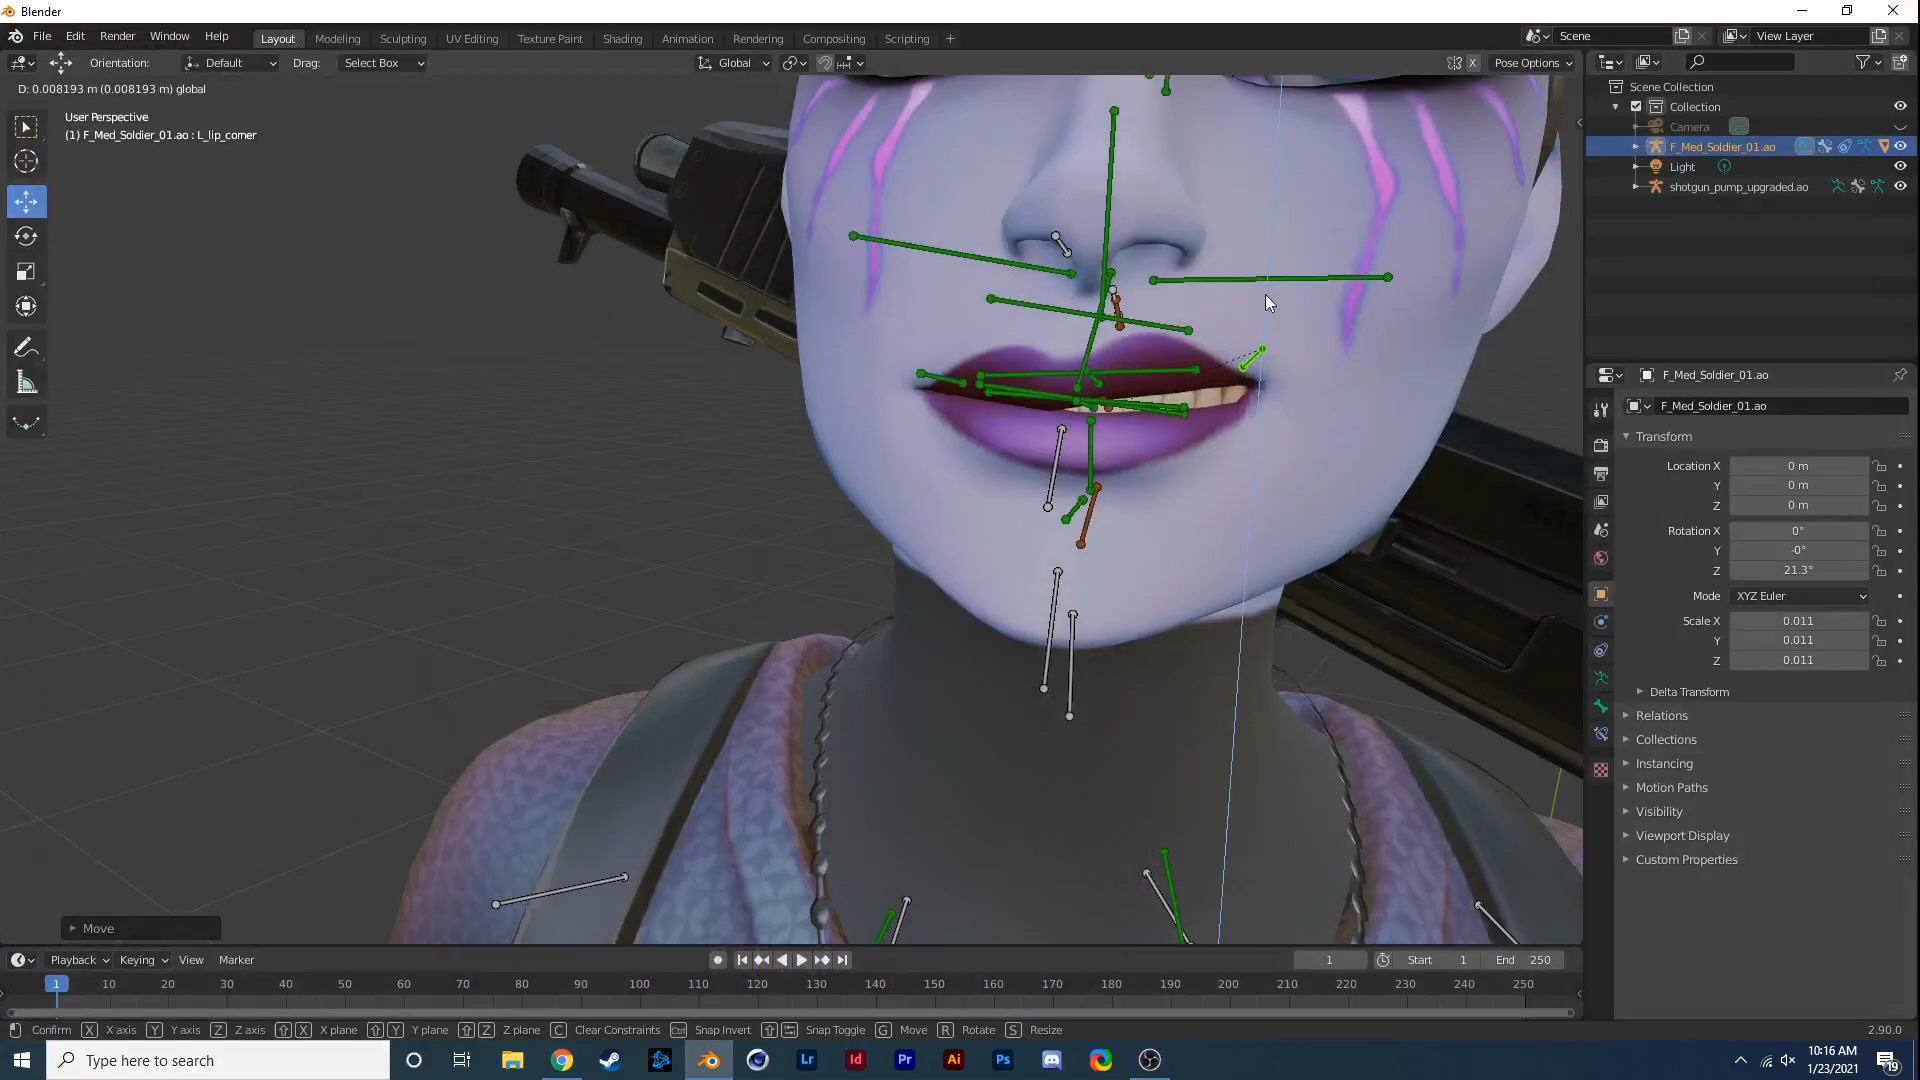 Blender
File Edit Render Window Help
Layout Modeling Sculpting UV Editing Texture Paint Shading Animation Rendering Compositing Scripting +
Scene
View Layer
Orientation: Default Drag: Select Box
Global
X Pose Options
D: 0.008193 m (0.008193 m) global
User Perspective
(1) F_Med_Soldier_01.ao : L_lip_corner
Scene Collection
Collection
Camera
F_Med_Soldier_01.ao
Light
shotgun_pump_upgraded.ao
F_Med_Soldier_01.ao
F_Med_Soldier_01.ao
Transform
Location X 0 m
Y 0 m
Z 0 m
Rotation X 0°
Y -0°
Z 21.3°
Mode XYZ Euler
Scale X 0.011
Y 0.011
Z 0.011
Delta Transform
Relations
Collections
Instancing
Motion Paths
Visibility
Viewport Display
Custom Properties
Move
Playback Keying View Marker
1 Start 1 End 250
1 10 20 30 40 50 60 70 80 90 100 110 120 130 140 150 160 170 180 190 200 210 220 230 240 250
Confirm X X axis Y Y axis Z Z axis X X plane Y Y plane Z Z plane C Clear Constraints Ctrl Snap Invert Snap Toggle G Move R Rotate S Resize
2.90.0
Type here to search
Lr Id Pr Ai Ps
10:16 AM
1/23/2021
19